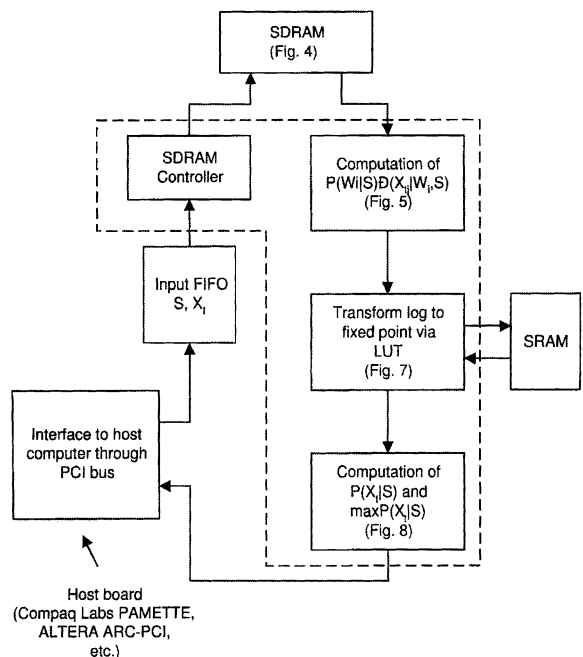 SDRAM
(Fig. 4)
SDRAM
Controller
Computation of
P(Wi|S)Đ(Xₜⱼ|Wᵢ,S)
(Fig. 5)
Input FIFO
S, Xₜ
Transform log to
fixed point via
LUT
(Fig. 7)
SRAM
Interface to host
computer through
PCI bus
Computation of
P(Xₜ|S) and
maxP(Xₜ|S)
(Fig. 8)
Host board
(Compaq Labs PAMETTE,
ALTERA ARC-PCI,
etc.)